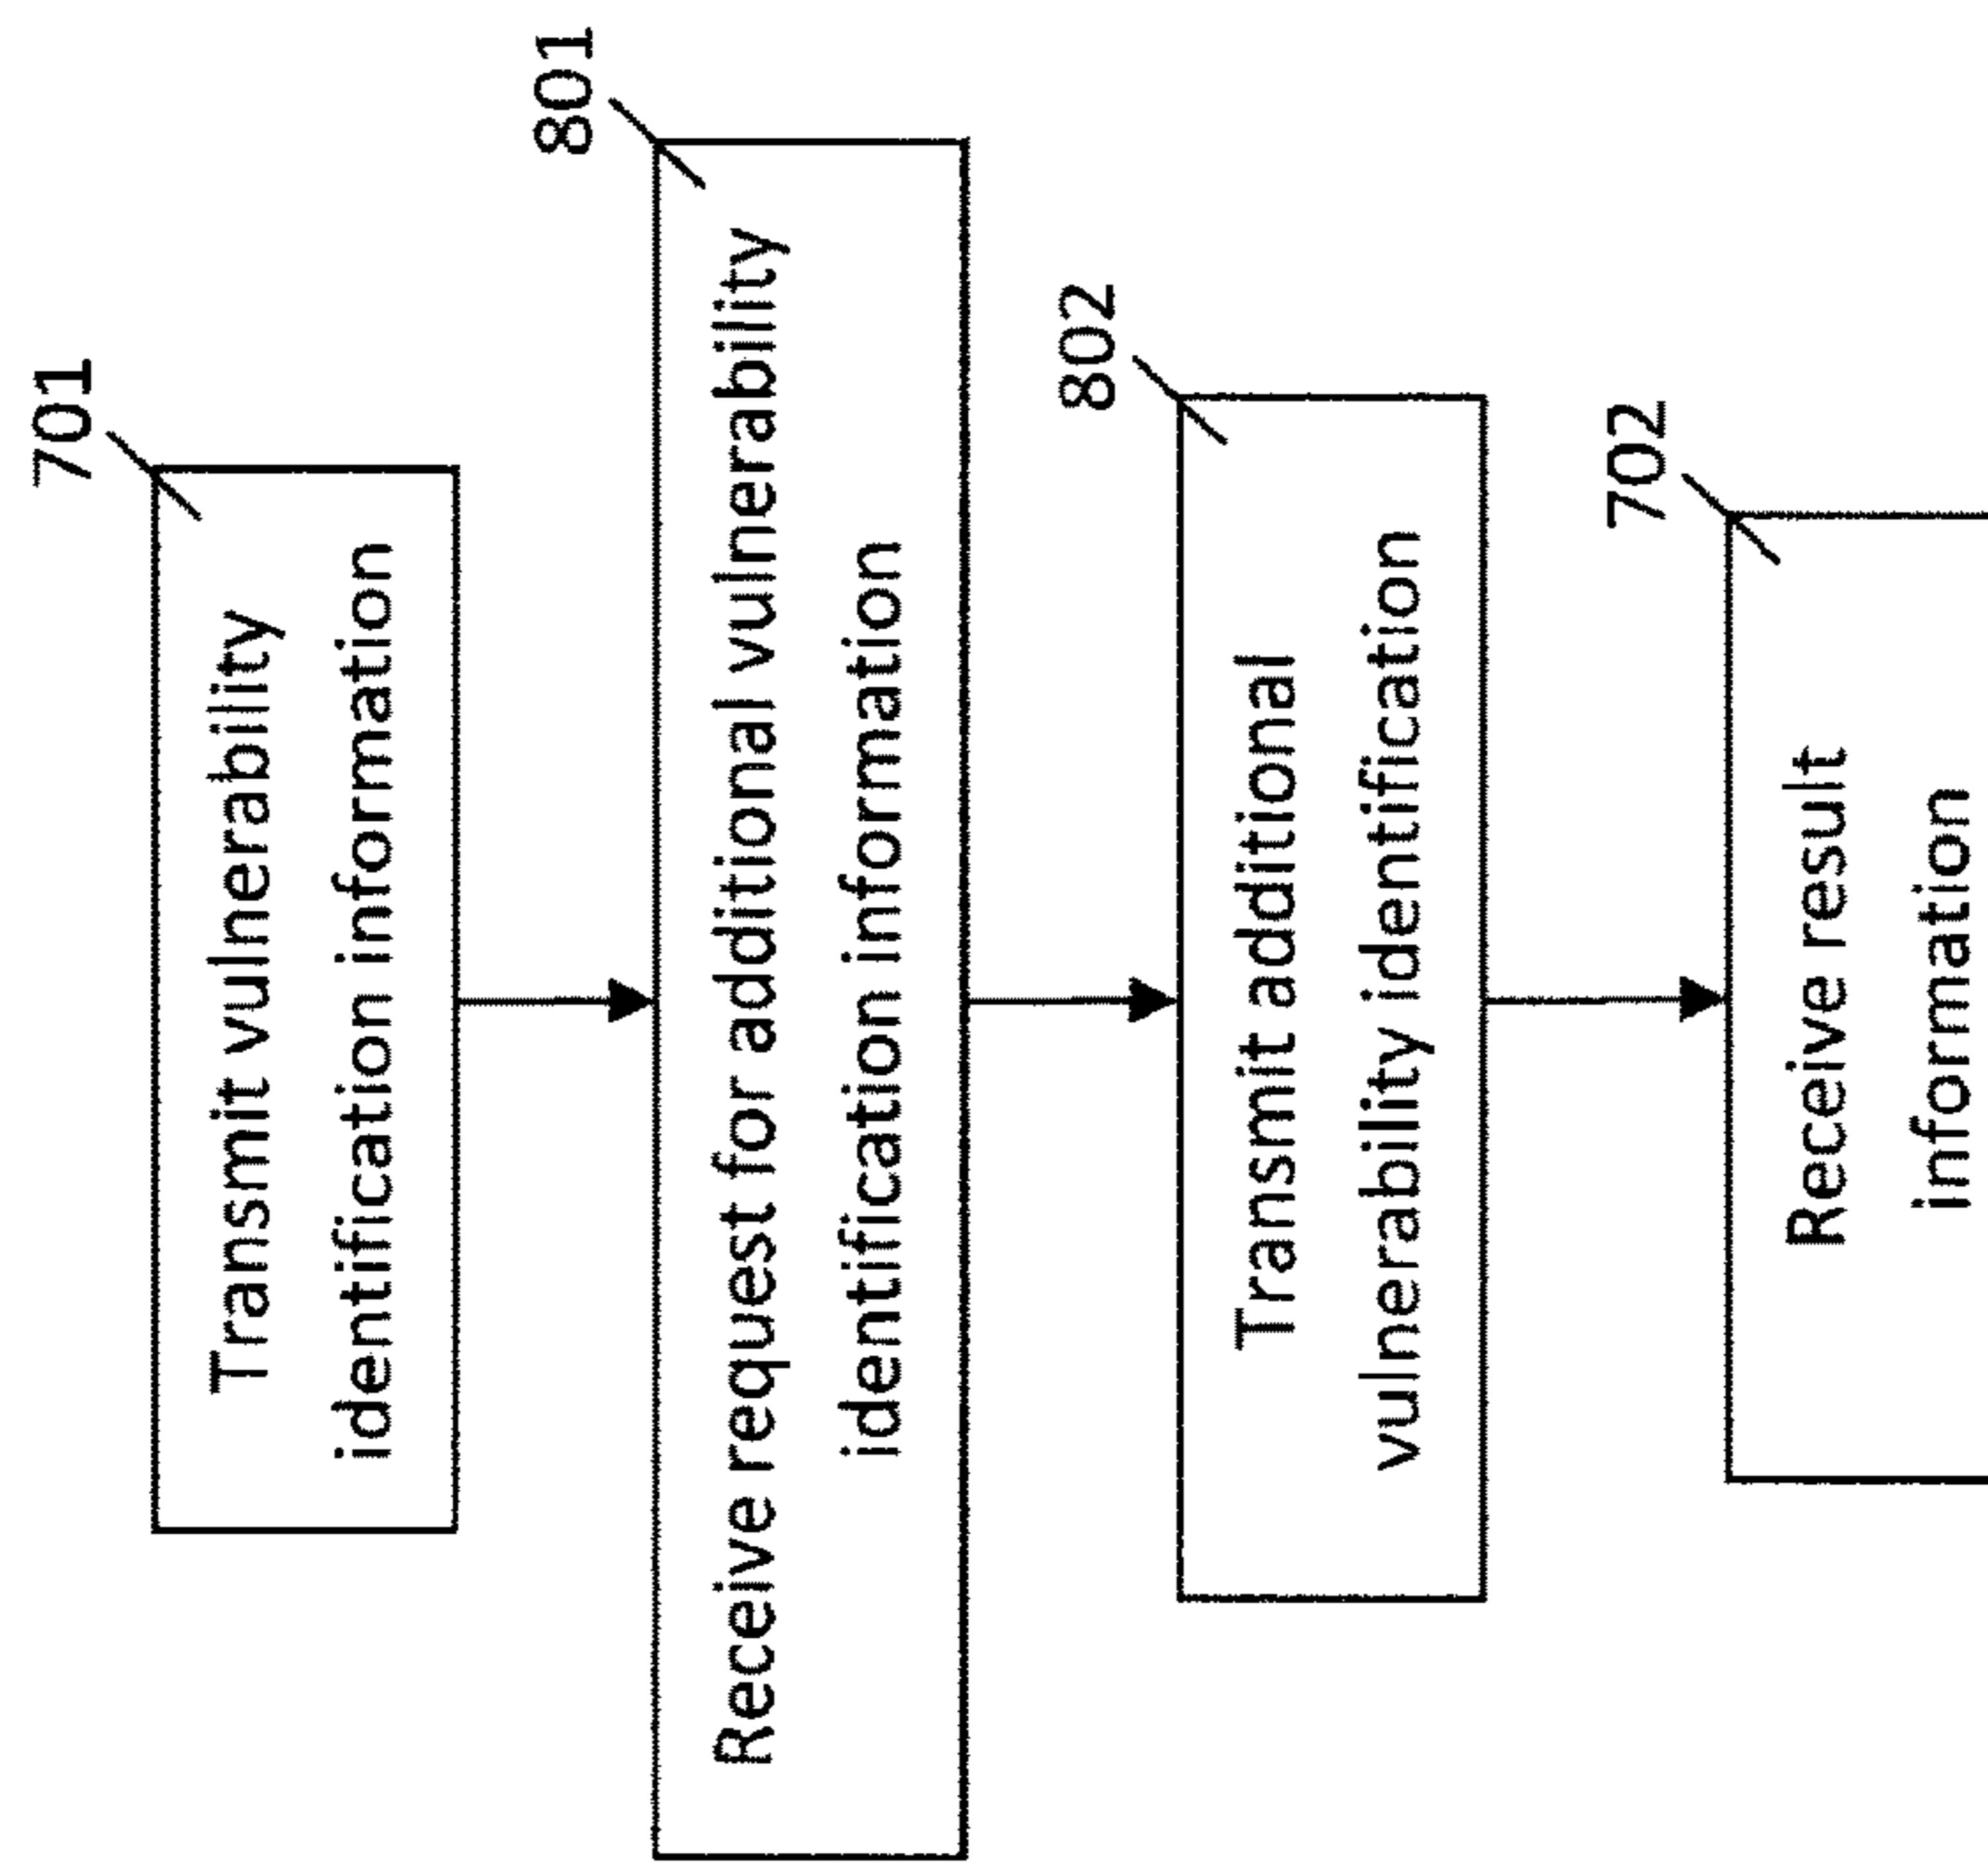 701
Transmit vulnerability
identification information
801
Receive request for additional vulnerability
identification information
802
Transmit additional
vulnerability identification
702
Receive result
information